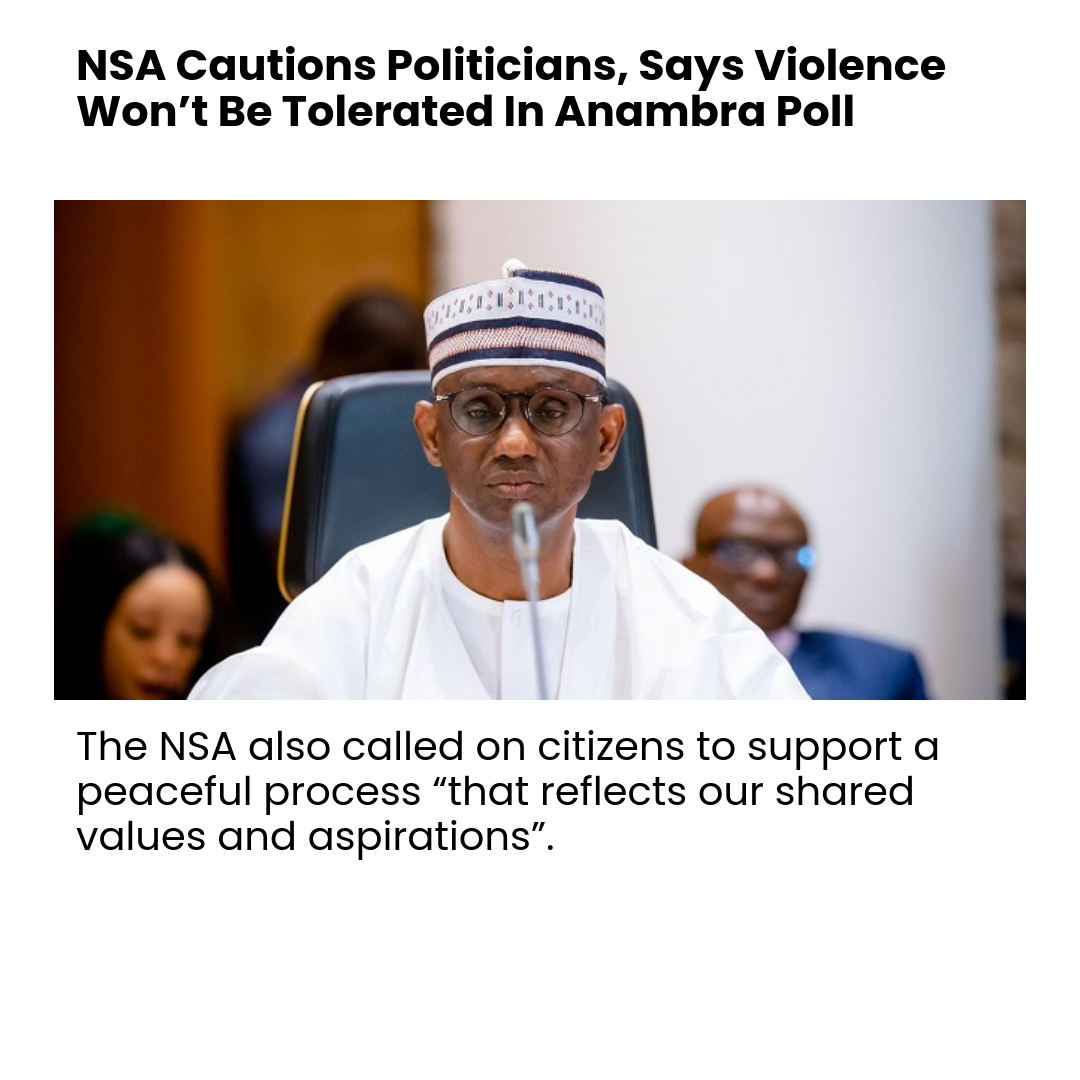 NSA Cautions Politicians, Says Violence
Won’t Be Tolerated In Anambra Poll
The NSA also called on citizens to support a
peaceful process “that reflects our shared
values and aspirations”.